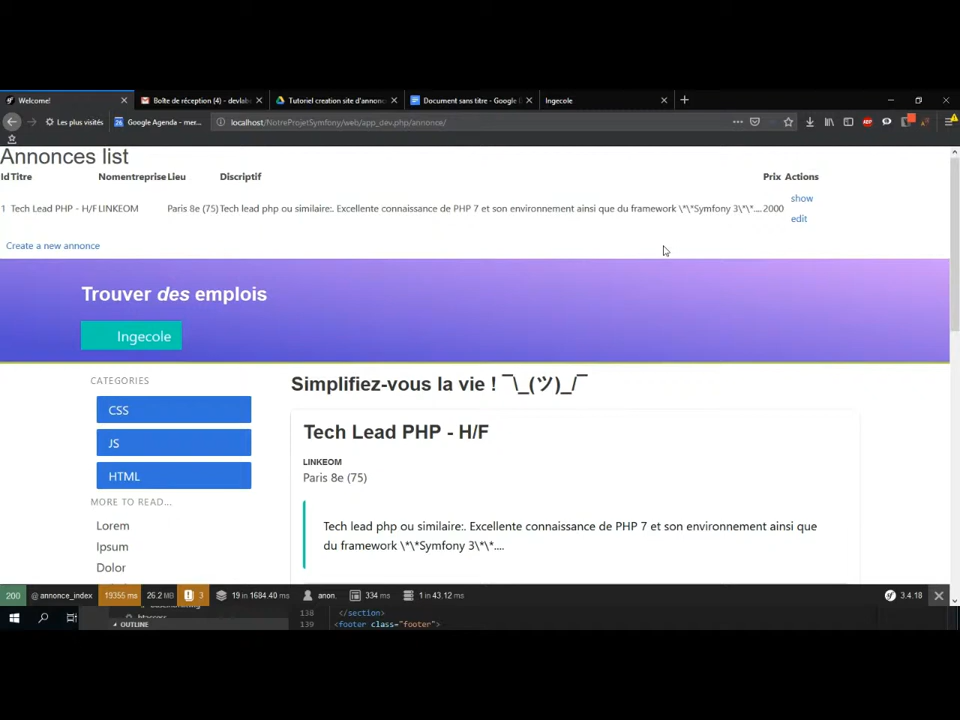 Welcome!
Boîte de réception (4) - devlab
Tutoriel creation site d'annonc
Document sans titre - Google
Ingecole
Les plus visités
Google Agenda - mer...
localhost/NotreProjetSymfony/web/app_dev.php/annonce/
Annonces list
Id Titre Nomentreprise Lieu Discriptif Prix Actions
1 Tech Lead PHP - H/F LINKEOM Paris 8e (75) Tech lead php ou similaire:. Excellente connaissance de PHP 7 et son environnement ainsi que du framework \*\*Symfony 3\*\*.... 2000
show
edit
Create a new annonce
Trouver des emplois
Ingecole
CATEGORIES
CSS
JS
HTML
MORE TO READ...
Lorem
Ipsum
Dolor
Simplifiez-vous la vie ! ¯\_(ツ)_/¯
Tech Lead PHP - H/F
LINKEOM
Paris 8e (75)
Tech lead php ou similaire:. Excellente connaissance de PHP 7 et son environnement ainsi que
du framework \*\*Symfony 3\*\*....
200 @ annonce_index 19355 ms 26.2 MB 3 19 in 1684.40 ms anon. 334 ms 1 in 43.12 ms 3.4.18
138 </section>
OUTLINE
139 <footer class="footer">